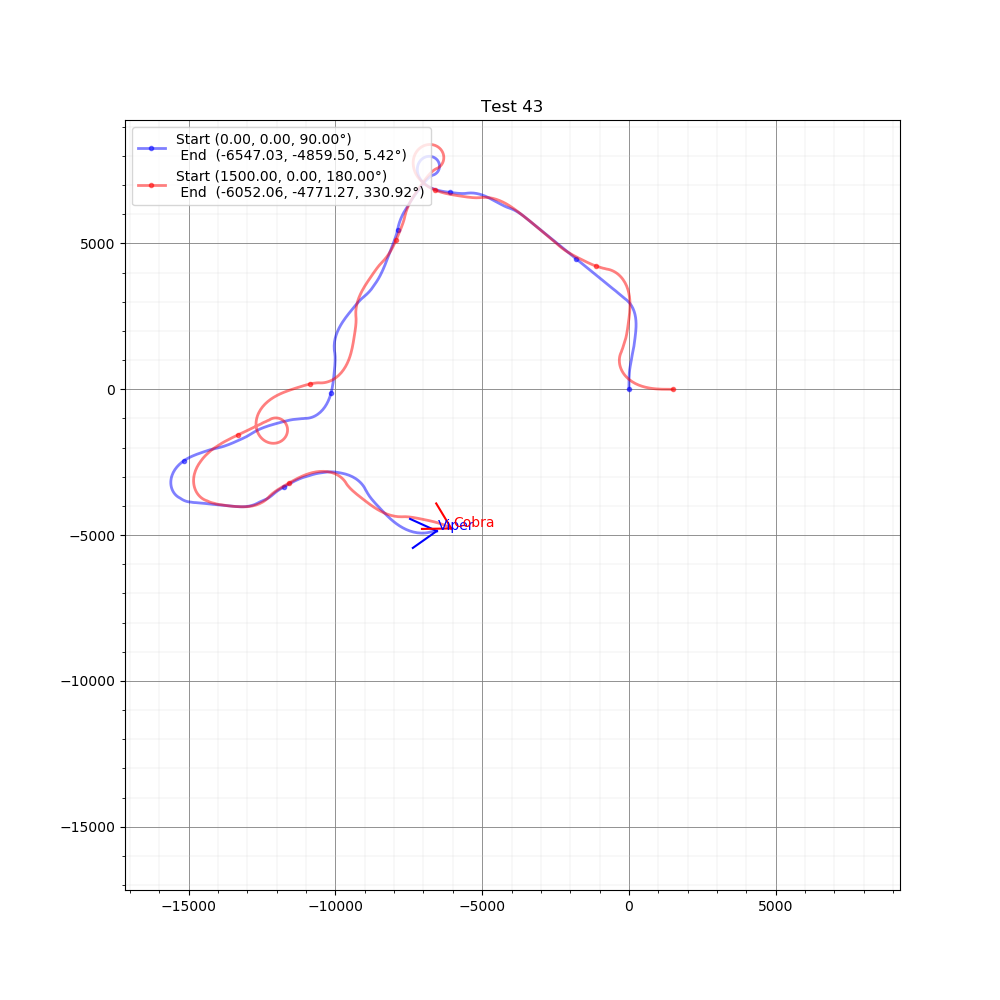 Test 43
Start (0.00, 0.00, 90.00°)
End (-6547.03, -4859.50, 5.42°)
Start (1500.00, 0.00, 180.00°)
End (-6052.06, -4771.27, 330.92°)
5000
0
−5000
−10000
−15000
Viper
Cobra
−15000
−10000
−5000
0
5000